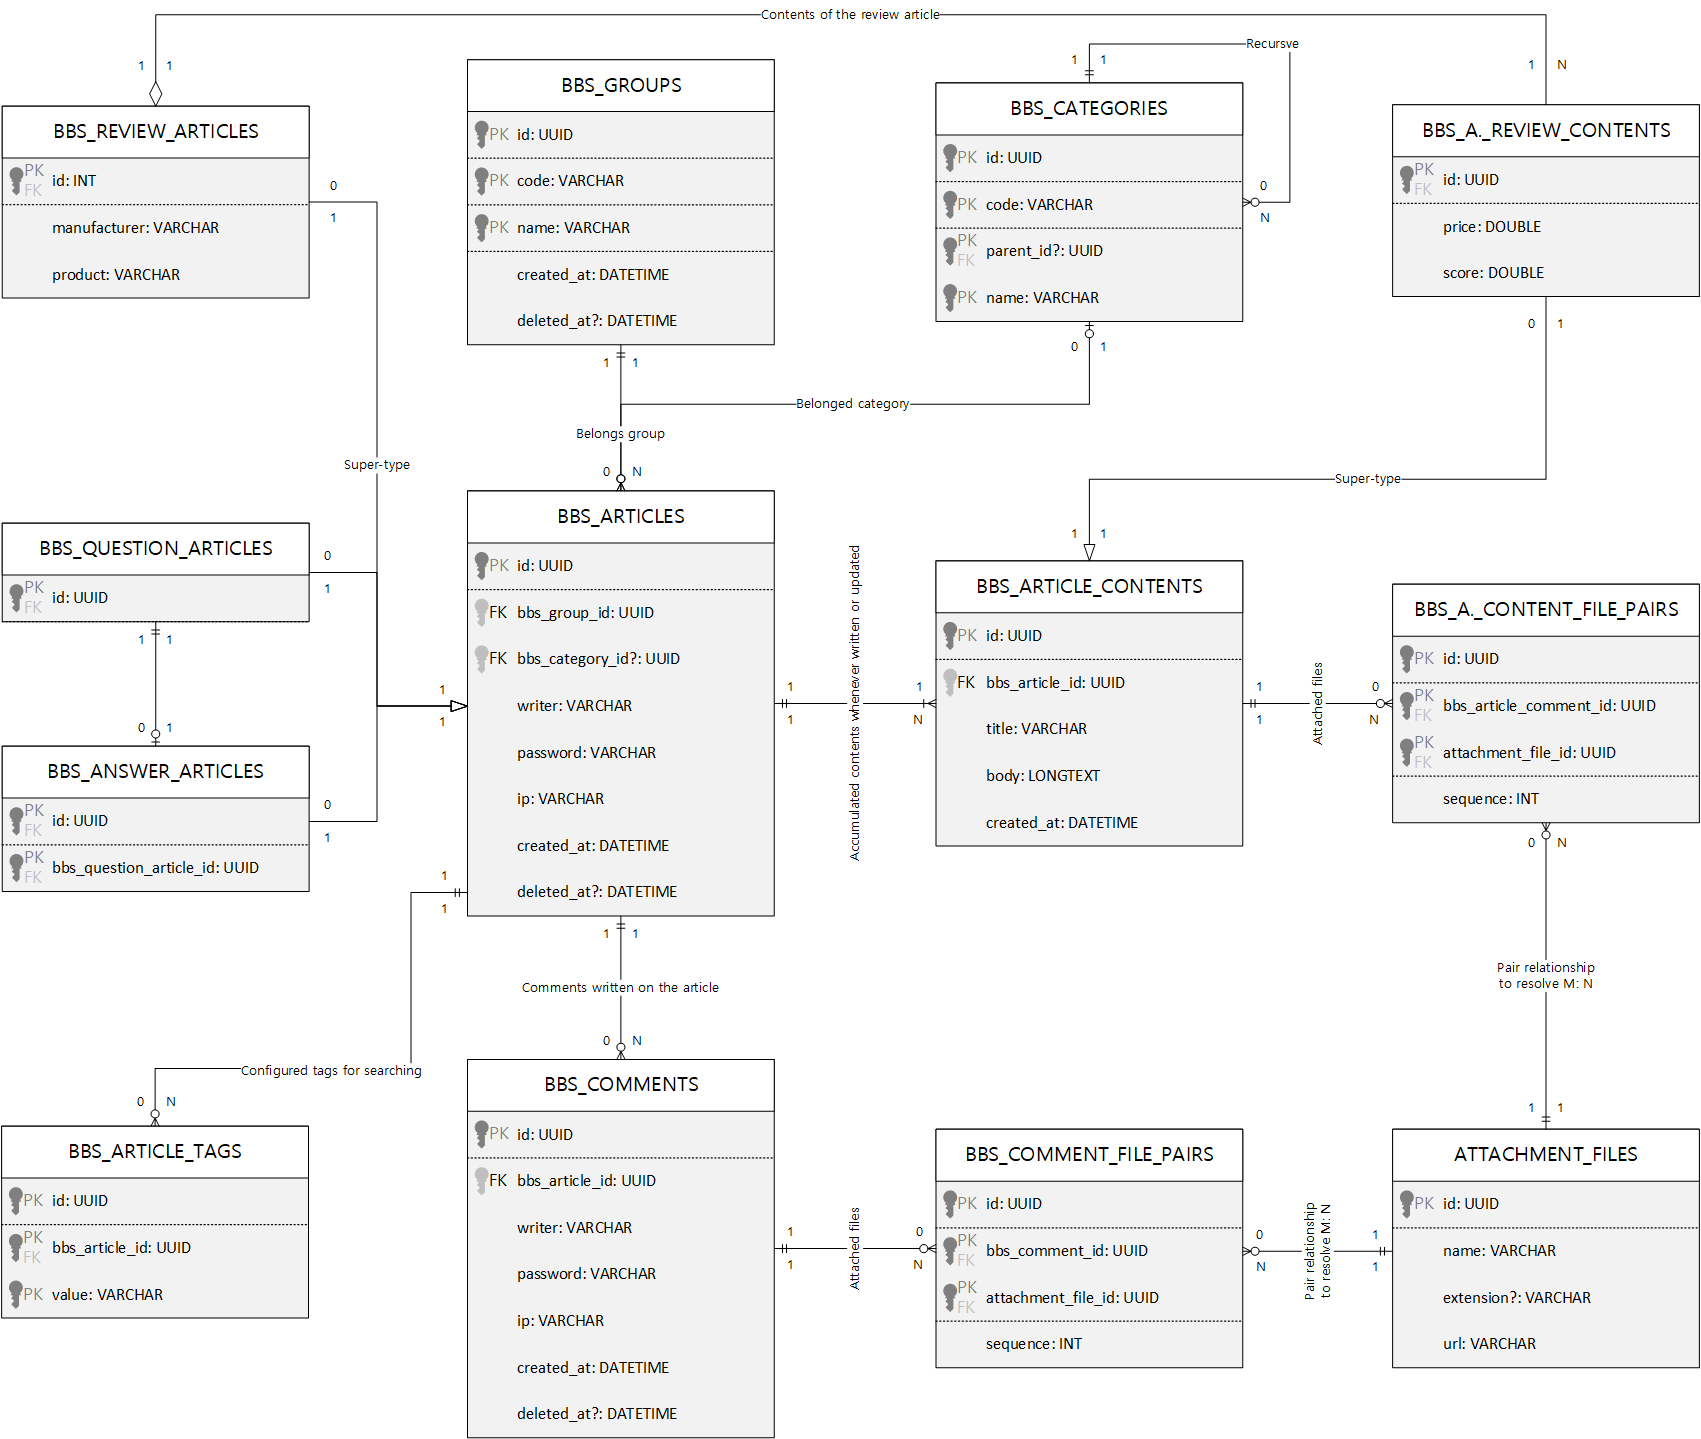 Contents of the review article
1 1
BBS_REVIEW_ARTICLES
PK
FK
id: INT
manufacturer: VARCHAR
product: VARCHAR
0
1
BBS_GROUPS
PK id: UUID
PK code: VARCHAR
PK name: VARCHAR
created_at: DATETIME
deleted_at?: DATETIME
1 1
Recursve
1 1
BBS_CATEGORIES
PK id: UUID
PK code: VARCHAR
PK
FK
parent_id?: UUID
PK name: VARCHAR
0
N
0 1
1 N
BBS_A._REVIEW_CONTENTS
PK
FK
id: UUID
price: DOUBLE
score: DOUBLE
0 1
Belonged category
Belongs group
0 N
Super-type
Super-type
1 1
BBS_QUESTION_ARTICLES
PK
FK
id: UUID
0
1
1 1
0 1
BBS_ANSWER_ARTICLES
PK
FK
id: UUID
PK
FK
bbs_question_article_id: UUID
0
1
1
1
BBS_ARTICLES
PK id: UUID
FK bbs_group_id: UUID
FK bbs_category_id?: UUID
writer: VARCHAR
password: VARCHAR
ip: VARCHAR
created_at: DATETIME
deleted_at?: DATETIME
1
1
1
1
Accumulated contents whenever written or updated
1
N
BBS_ARTICLE_CONTENTS
PK id: UUID
FK bbs_article_id: UUID
title: VARCHAR
body: LONGTEXT
created_at: DATETIME
1
1
Attached files
0
N
BBS_A._CONTENT_FILE_PAIRS
PK id: UUID
PK
FK
bbs_article_comment_id: UUID
PK
FK
attachment_file_id: UUID
sequence: INT
0 N
Pair relationship
to resolve M: N
1 1
1 1
Comments written on the article
0 N
Configured tags for searching
0 N
BBS_ARTICLE_TAGS
PK id: UUID
PK
FK
bbs_article_id: UUID
PK value: VARCHAR
BBS_COMMENTS
PK id: UUID
FK bbs_article_id: UUID
writer: VARCHAR
password: VARCHAR
ip: VARCHAR
created_at: DATETIME
deleted_at?: DATETIME
1
1
Attached files
0
N
BBS_COMMENT_FILE_PAIRS
PK id: UUID
PK
FK
bbs_comment_id: UUID
PK
FK
attachment_file_id: UUID
sequence: INT
0
N
Pair relationship
to resolve M: N
1
1
ATTACHMENT_FILES
PK id: UUID
name: VARCHAR
extension?: VARCHAR
url: VARCHAR